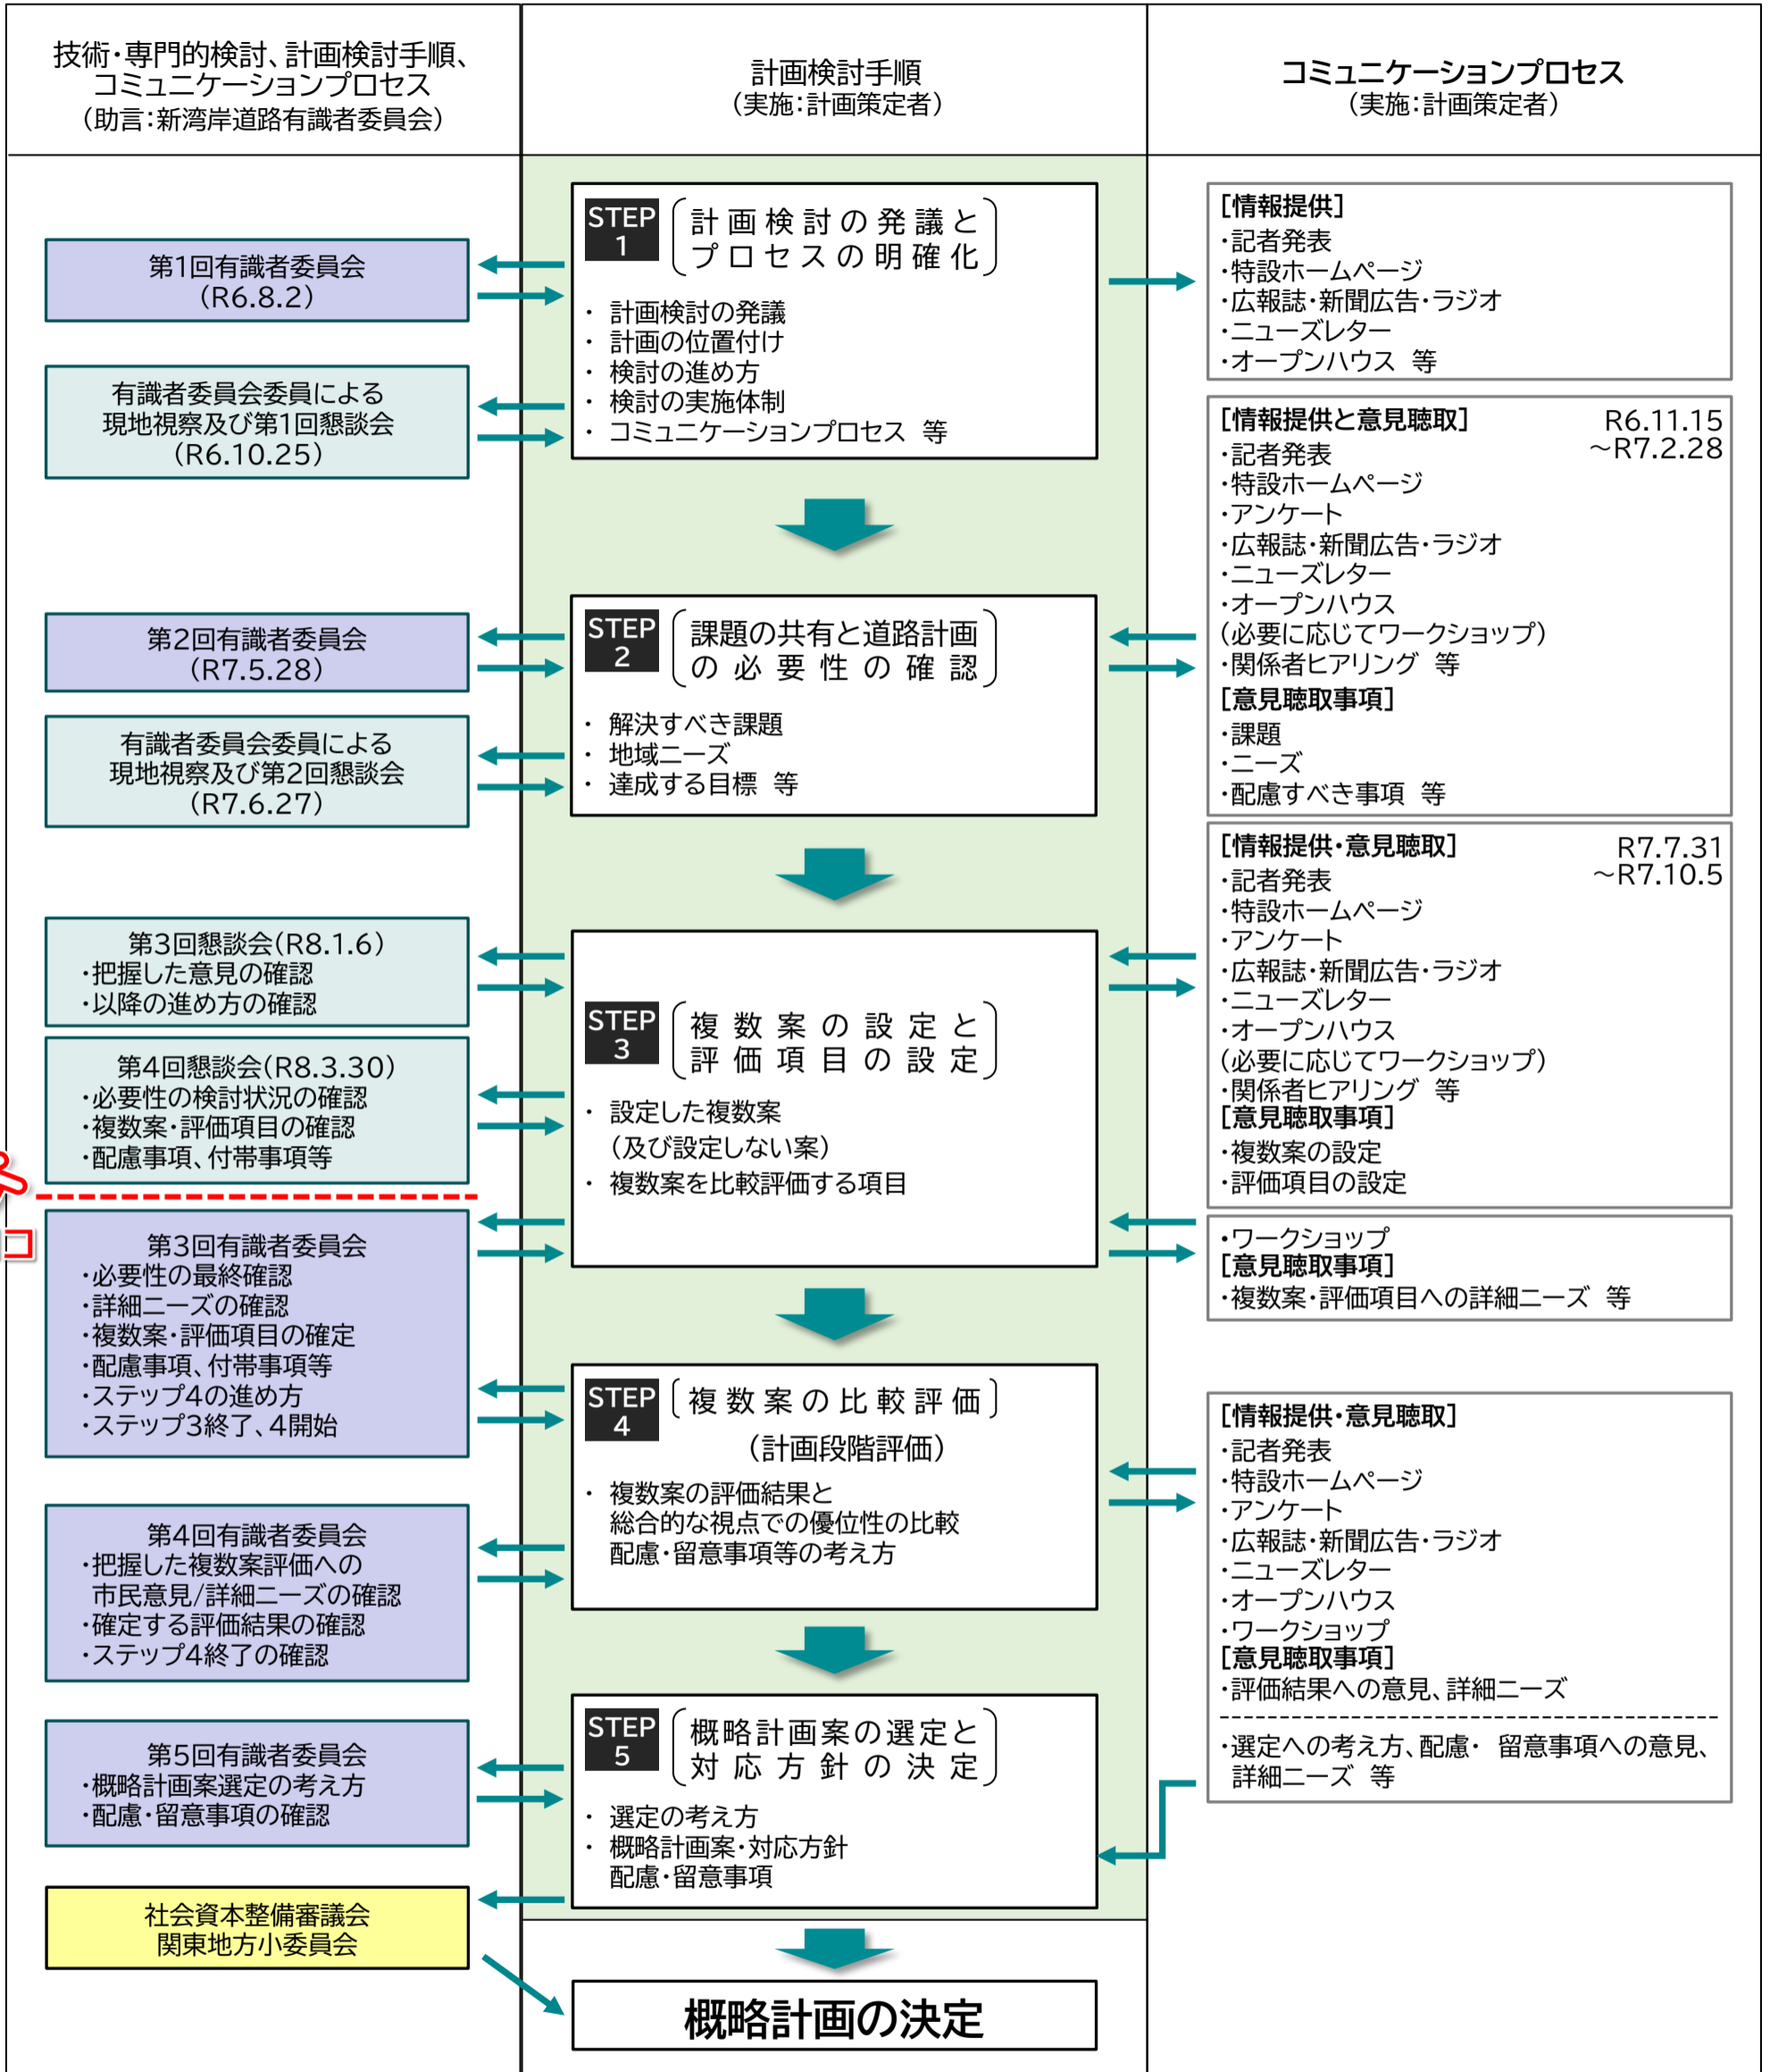 技術・専門的検討、計画検討手順、
コミュニケーションプロセス
（助言：新湾岸道路有識者委員会）
計画検討手順
（実施：計画策定者）
コミュニケーションプロセス
（実施：計画策定者）
第1回有識者委員会
（R6.8.2）
有識者委員会委員による
現地視察及び第1回懇談会
（R6.10.25）
第2回有識者委員会
（R7.5.28）
有識者委員会委員による
現地視察及び第2回懇談会
（R7.6.27）
第3回懇談会（R8.1.6）
・把握した意見の確認
・以降の進め方の確認
第4回懇談会（R8.3.30）
・必要性の検討状況の確認
・複数案・評価項目の確認
・配慮事項、付帯事項等
コ
第3回有識者委員会
・必要性の最終確認
・詳細ニーズの確認
・複数案・評価項目の確定
・配慮事項、付帯事項等
・ステップ4の進め方
・ステップ3終了、4開始
第4回有識者委員会
・把握した複数案評価への
市民意見/詳細ニーズの確認
・確定する評価結果の確認
・ステップ4終了の確認
第5回有識者委員会
・概略計画案選定の考え方
・配慮・留意事項の確認
社会資本整備審議会
関東地方小委員会
STEP
1
計画検討の発議と
プロセスの明確化
・ 計画検討の発議
・ 計画の位置付け
・ 検討の進め方
・ 検討の実施体制
・ コミュニケーションプロセス 等
STEP
2
課題の共有と道路計画
の必要性の確認
・ 解決すべき課題
・ 地域ニーズ
・ 達成する目標 等
STEP
3
複数案の設定と
評価項目の設定
・ 設定した複数案
（及び設定しない案）
・ 複数案を比較評価する項目
STEP
4
複数案の比較評価
（計画段階評価）
・ 複数案の評価結果と
総合的な視点での優位性の比較
配慮・留意事項等の考え方
STEP
5
概略計画案の選定と
対応方針の決定
・ 選定の考え方
・ 概略計画案・対応方針
配慮・留意事項
概略計画の決定
［情報提供］
・記者発表
・特設ホームページ
・広報誌・新聞広告・ラジオ
・ニューズレター
・オープンハウス 等
［情報提供と意見聴取］ R6.11.15
～R7.2.28
・記者発表
・特設ホームページ
・アンケート
・広報誌・新聞広告・ラジオ
・ニューズレター
・オープンハウス
（必要に応じてワークショップ）
・関係者ヒアリング 等
［意見聴取事項］
・課題
・ニーズ
・配慮すべき事項 等
［情報提供・意見聴取］ R7.7.31
～R7.10.5
・記者発表
・特設ホームページ
・アンケート
・広報誌・新聞広告・ラジオ
・ニューズレター
・オープンハウス
（必要に応じてワークショップ）
・関係者ヒアリング 等
［意見聴取事項］
・複数案の設定
・評価項目の設定
・ワークショップ
［意見聴取事項］
・複数案・評価項目への詳細ニーズ 等
［情報提供・意見聴取］
・記者発表
・特設ホームページ
・アンケート
・広報誌・新聞広告・ラジオ
・ニューズレター
・オープンハウス
・ワークショップ
［意見聴取事項］
・評価結果への意見、詳細ニーズ
・選定への考え方、配慮・ 留意事項への意見、
詳細ニーズ 等